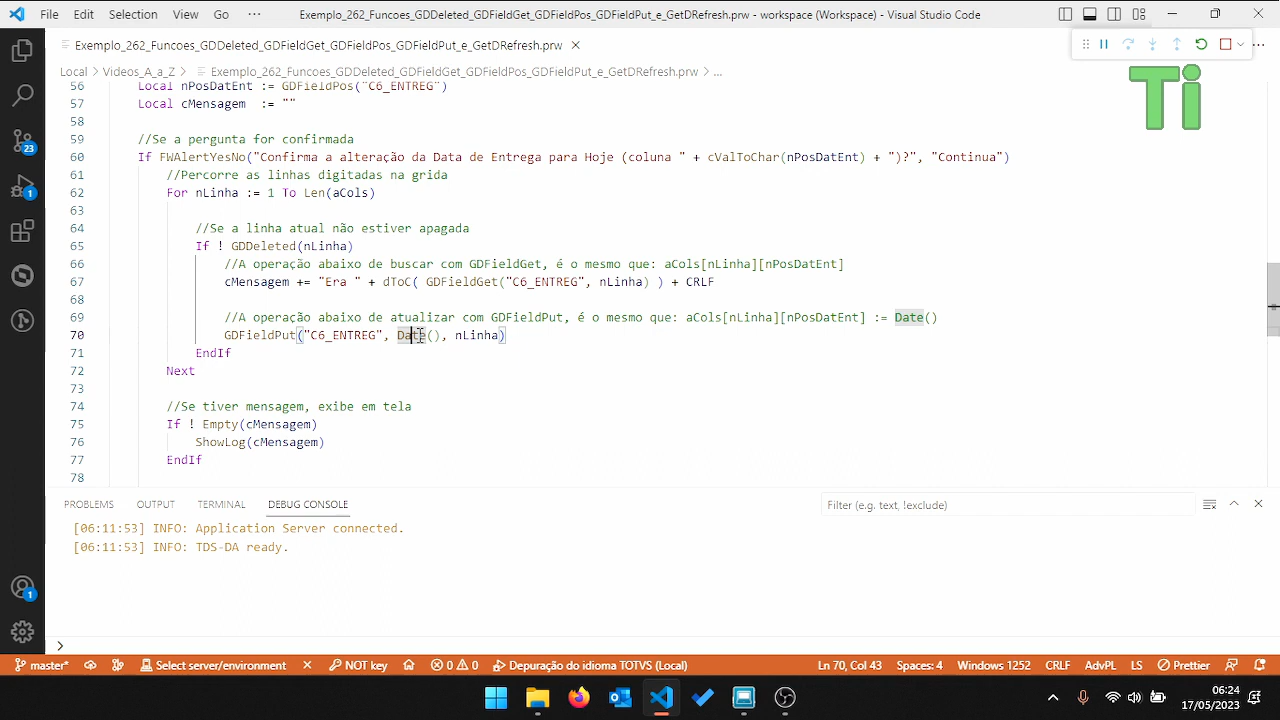 File Edit Selection View Go ··· Exemplo_262_Funcoes_GDDeleted_GDFieldGet_GDFieldPos_GDFieldPut_e_GetDRefresh.prw - workspace (Workspace) - Visual Studio Code
Exemplo_262_Funcoes_GDDeleted_GDFieldGet_GDFieldPos_GDFieldPut_e_GetDRefresh.prw
Local > Videos_A_a_Z > Exemplo_262_Funcoes_GDDeleted_GDFieldGet_GDFieldPos_GDFieldPut_e_GetDRefresh.prw > ...
Ti
56 Local nPosDatEnt := GDFieldPos("C6_ENTREG")
57 Local cMensagem := ""
58
59 //Se a pergunta for confirmada
60 If FWAlertYesNo("Confirma a alteração da Data de Entrega para Hoje (coluna " + cValToChar(nPosDatEnt) + ")?", "Continua")
61 //Percorre as linhas digitadas na grida
62 For nLinha := 1 To Len(aCols)
63
64 //Se a linha atual não estiver apagada
65 If ! GDDeleted(nLinha)
66 //A operação abaixo de buscar com GDFieldGet, é o mesmo que: aCols[nLinha][nPosDatEnt]
67 cMensagem += "Era " + dToC( GDFieldGet("C6_ENTREG", nLinha) ) + CRLF
68
69 //A operação abaixo de atualizar com GDFieldPut, é o mesmo que: aCols[nLinha][nPosDatEnt] := Date()
70 GDFieldPut("C6_ENTREG", Date(), nLinha)
71 EndIf
72 Next
73
74 //Se tiver mensagem, exibe em tela
75 If ! Empty(cMensagem)
76 ShowLog(cMensagem)
77 EndIf
78
23
1
PROBLEMS OUTPUT TERMINAL DEBUG CONSOLE Filter (e.g. text, !exclude)
[06:11:53] INFO: Application Server connected.
[06:11:53] INFO: TDS-DA ready.
1
>
master* Select server/environment NOT key 0 0 Depuração do idioma TOTVS (Local) Ln 70, Col 43 Spaces: 4 Windows 1252 CRLF AdvPL LS Prettier
06:24
17/05/2023